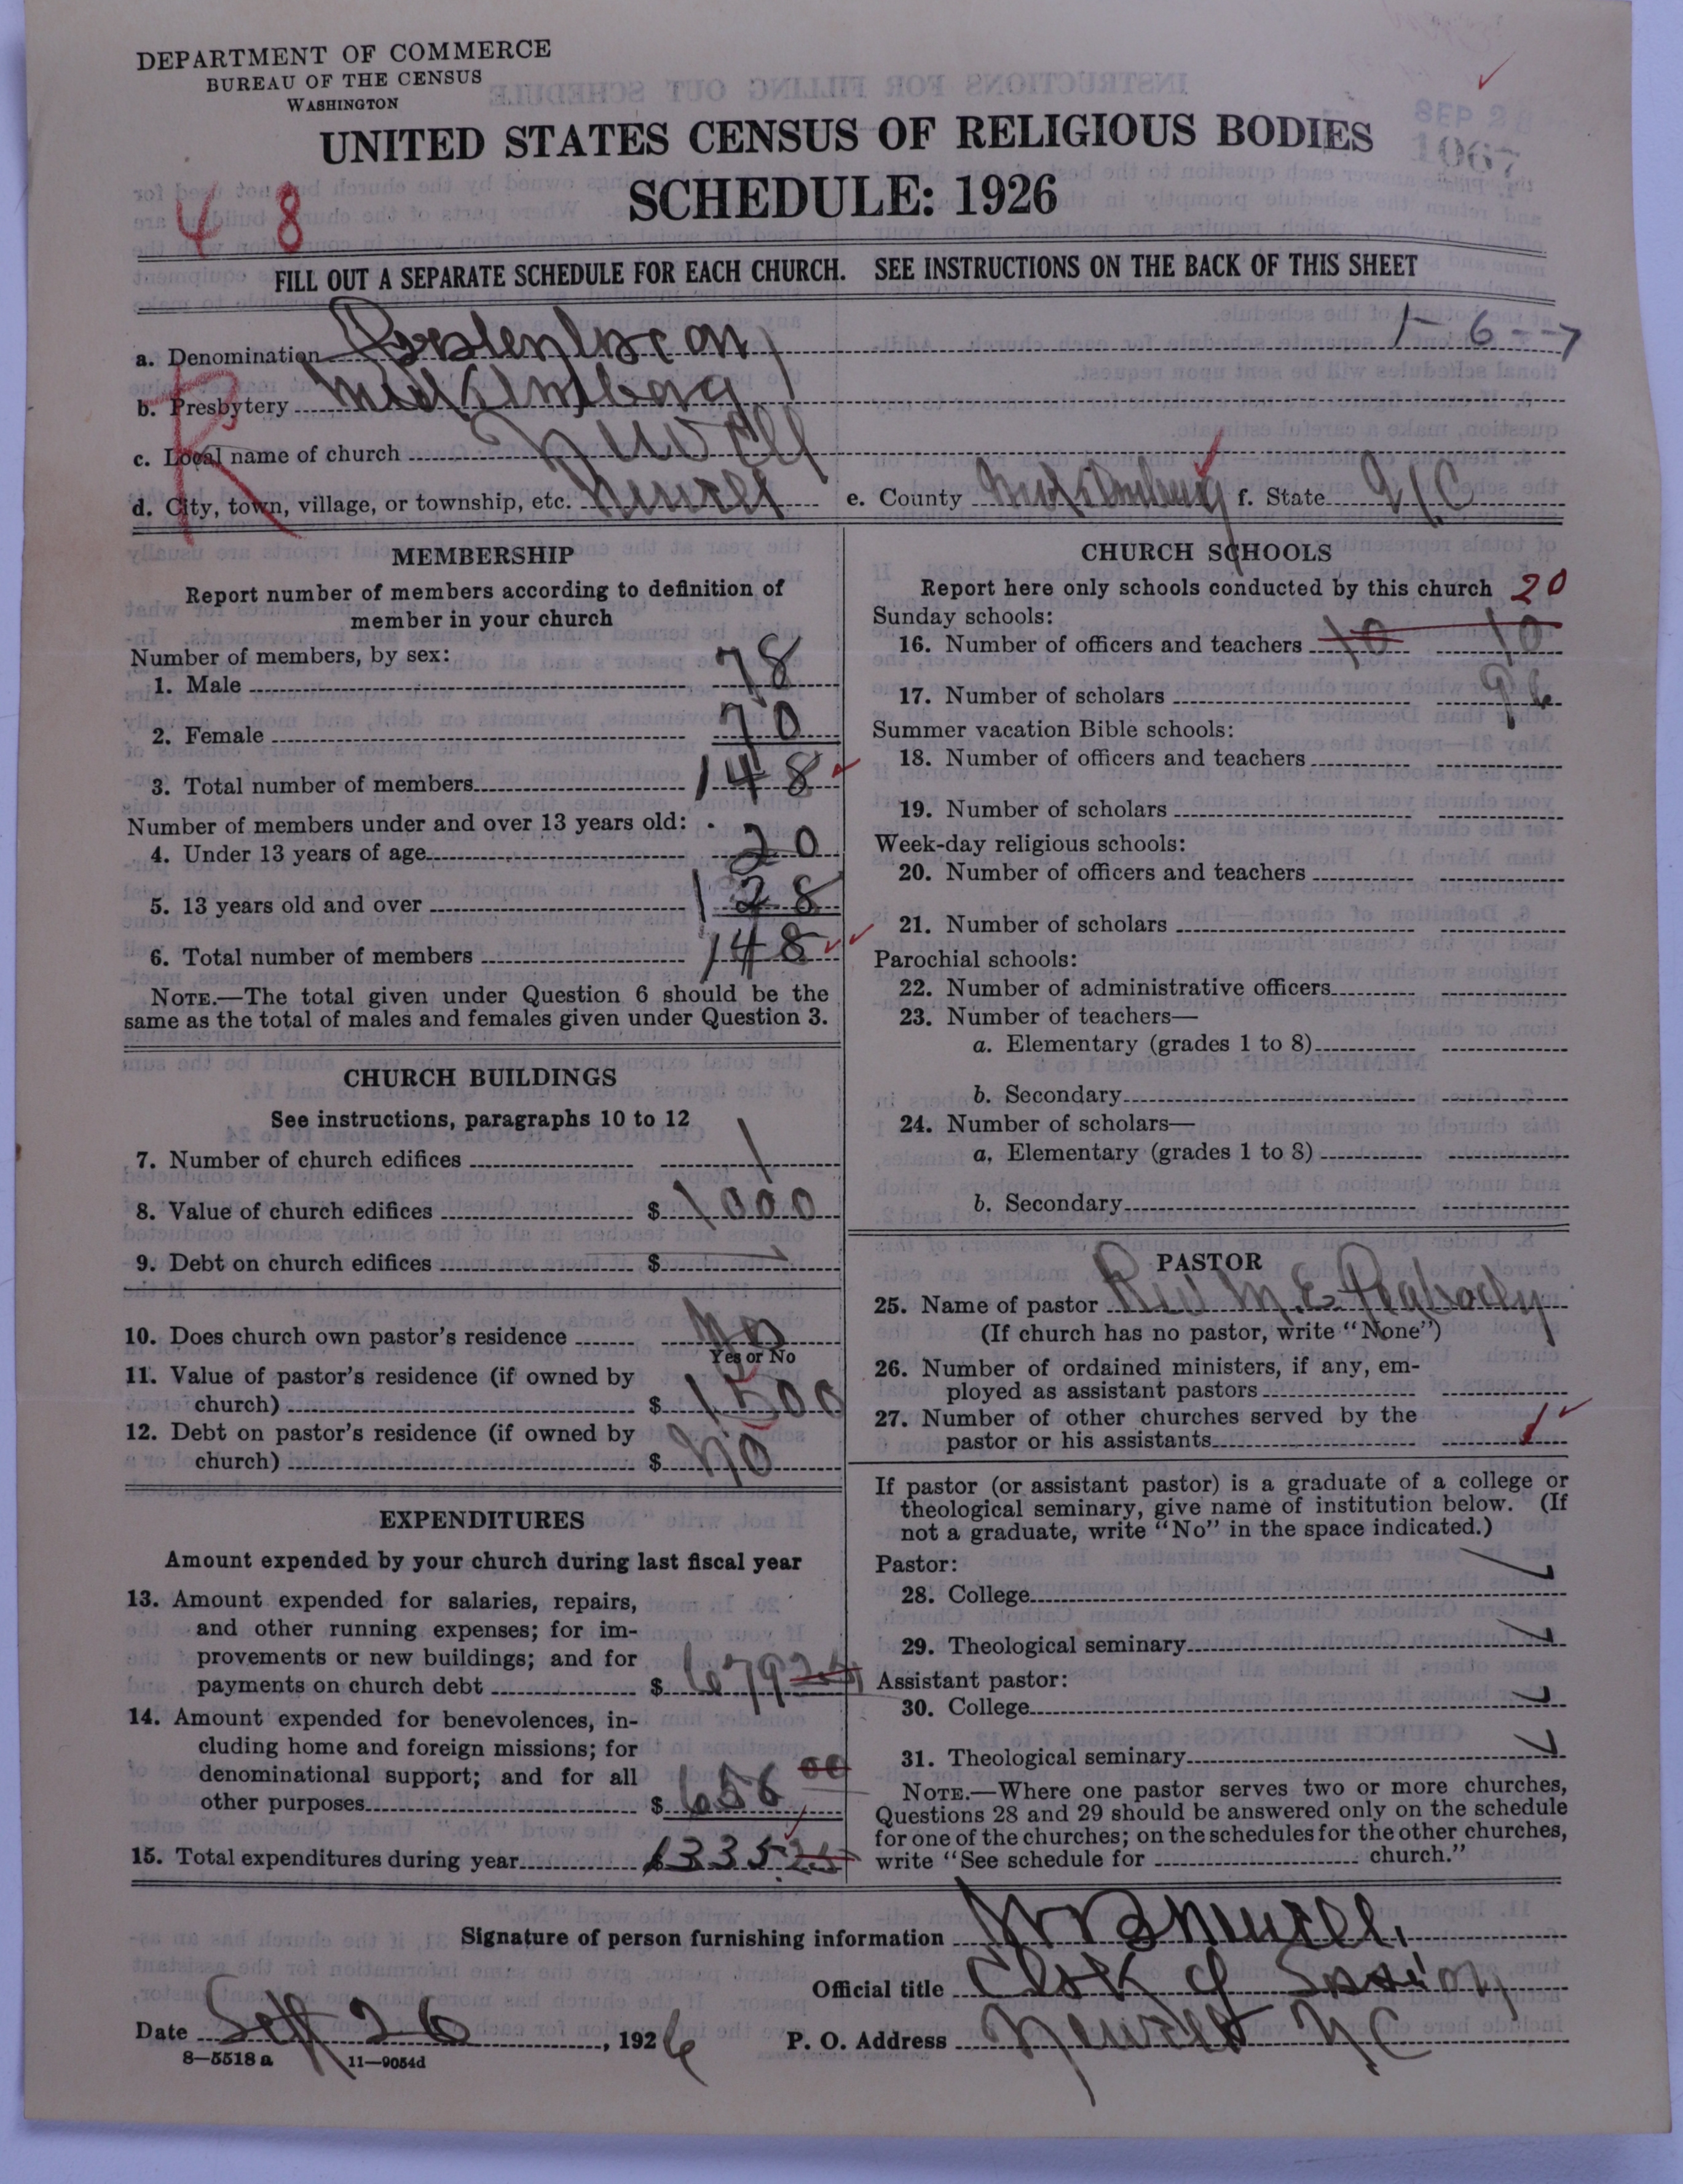 DEPARTMENT OF COMMERCE
BUREAU OF THE CENSUS
WASHINGTON
UNITED STATES CENSUS OF RELIGIOUS BODIES
SCHEDULE: 1926
SEP 28
1067
4 8
FILL OUT A SEPARATE SCHEDULE FOR EACH CHURCH. SEE INSTRUCTIONS ON THE BACK OF THIS SHEET
1-6--7
a. Denomination
b. Presbytery
R
c. Local name of church Newell
d. City, town, village, or township, etc. Newell e. County f. State N.C
MEMBERSHIP
Report number of members according to definition of
member in your church
Number of members, by sex:
1. Male 78
2. Female 70
3. Total number of members 148
Number of members under and over 13 years old:
4. Under 13 years of age 20
5. 13 years old and over 128
6. Total number of members 148
NOTE.—The total given under Question 6 should be the
same as the total of males and females given under Question 3.
CHURCH BUILDINGS
See instructions, paragraphs 10 to 12
7. Number of church edifices 1
8. Value of church edifices $ 1000
9. Debt on church edifices $
10. Does church own pastor's residence No
Yes or No
11. Value of pastor's residence (if owned by
church) $ 1500
12. Debt on pastor's residence (if owned by
church) $ No
EXPENDITURES
Amount expended by your church during last fiscal year
13. Amount expended for salaries, repairs,
and other running expenses; for im-
provements or new buildings; and for
payments on church debt $ 679 25
14. Amount expended for benevolences, in-
cluding home and foreign missions; for
denominational support; and for all
other purposes $ 656 00
15. Total expenditures during year 1335.25
CHURCH SCHOOLS
Report here only schools conducted by this church 20
Sunday schools:
16. Number of officers and teachers 10 10
17. Number of scholars 96
Summer vacation Bible schools:
18. Number of officers and teachers
19. Number of scholars
Week-day religious schools:
20. Number of officers and teachers
21. Number of scholars
Parochial schools:
22. Number of administrative officers
23. Number of teachers—
a. Elementary (grades 1 to 8)
b. Secondary
24. Number of scholars—
a. Elementary (grades 1 to 8)
b. Secondary
PASTOR
25. Name of pastor Rev M. E. Peabody
(If church has no pastor, write "None")
26. Number of ordained ministers, if any, em-
ployed as assistant pastors
27. Number of other churches served by the
pastor or his assistants 1
If pastor (or assistant pastor) is a graduate of a college or
theological seminary, give name of institution below. (If
not a graduate, write "No" in the space indicated.)
Pastor:
28. College
29. Theological seminary
Assistant pastor:
30. College
31. Theological seminary
NOTE.—Where one pastor serves two or more churches,
Questions 28 and 29 should be answered only on the schedule
for one of the churches; on the schedules for the other churches,
write "See schedule for church."
Signature of person furnishing information Newell
Official title Clerk of Session
Date Sept 26, 1926 P. O. Address Newell N C
8-5518 a 11-9054d